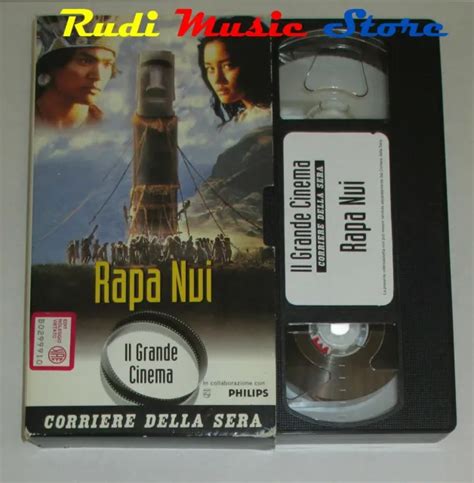 Rudi Music Store
Rapa Nui
Il Grande
Cinema
in collaborazione con
PHILIPS
CORRIERE DELLA SERA
B0299910
Il Grande Cinema
CORRIERE DELLA SERA
Rapa Nui